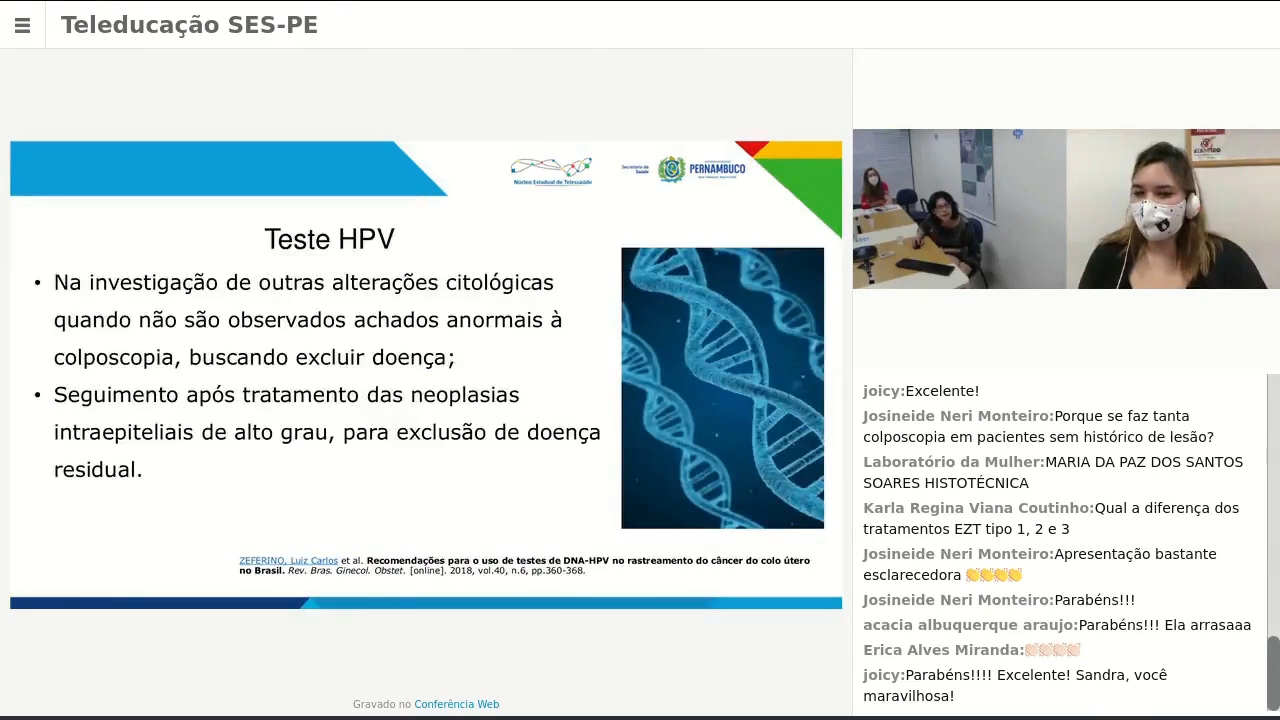 Teleducação SES-PE
Núcleo Estadual de Telessaúde
Secretaria de
Saúde
PERNAMBUCO
Teste HPV
• Na investigação de outras alterações citológicas
quando não são observados achados anormais à
colposcopia, buscando excluir doença;
• Seguimento após tratamento das neoplasias
intraepiteliais de alto grau, para exclusão de doença
residual.
ZEFERINO, Luiz Carlos et al. Recomendações para o uso de testes de DNA-HPV no rastreamento do câncer do colo útero
no Brasil. Rev. Bras. Ginecol. Obstet. [online]. 2018, vol.40, n.6, pp.360-368.
Gravado no Conferência Web
joicy:Excelente!
Josineide Neri Monteiro:Porque se faz tanta
colposcopia em pacientes sem histórico de lesão?
Laboratório da Mulher:MARIA DA PAZ DOS SANTOS
SOARES HISTOTÉCNICA
Karla Regina Viana Coutinho:Qual a diferença dos
tratamentos EZT tipo 1, 2 e 3
Josineide Neri Monteiro:Apresentação bastante
esclarecedora 👏👏👏👏
Josineide Neri Monteiro:Parabéns!!!
acacia albuquerque araujo:Parabéns!!! Ela arrasaaa
Erica Alves Miranda:👏🏻👏🏻👏🏻👏🏻
joicy:Parabéns!!!! Excelente! Sandra, você
maravilhosa!